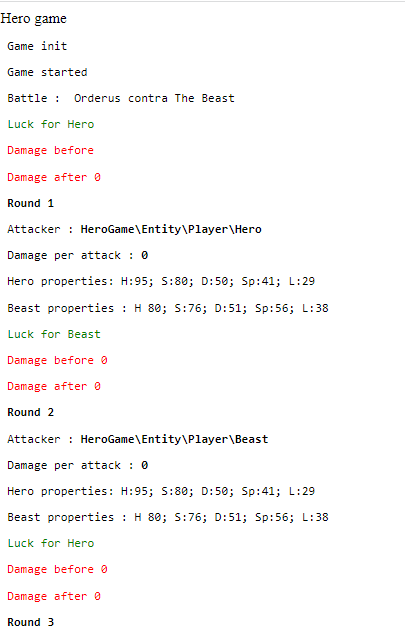 Hero game
Game init
Game started
Battle :  Orderus contra The Beast
Luck for Hero
Damage before
Damage after 0
Round 1
Attacker : HeroGame\Entity\Player\Hero
Damage per attack : 0
Hero properties: H:95; S:80; D:50; Sp:41; L:29
Beast properties : H 80; S:76; D:51; Sp:56; L:38
Luck for Beast
Damage before 0
Damage after 0
Round 2
Attacker : HeroGame\Entity\Player\Beast
Damage per attack : 0
Hero properties: H:95; S:80; D:50; Sp:41; L:29
Beast properties : H 80; S:76; D:51; Sp:56; L:38
Luck for Hero
Damage before 0
Damage after 0
Round 3